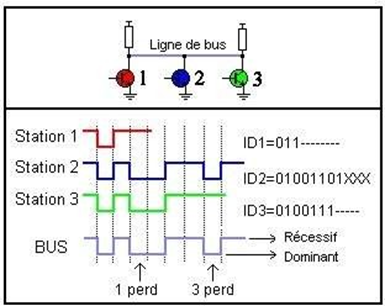 Ligne de bus
1 2 3
Station 1
ID1=011--------
Station 2
ID2=01001101XXX
Station 3
ID3=0100111-----
BUS
Récessif
Dominant
1 perd 3 perd